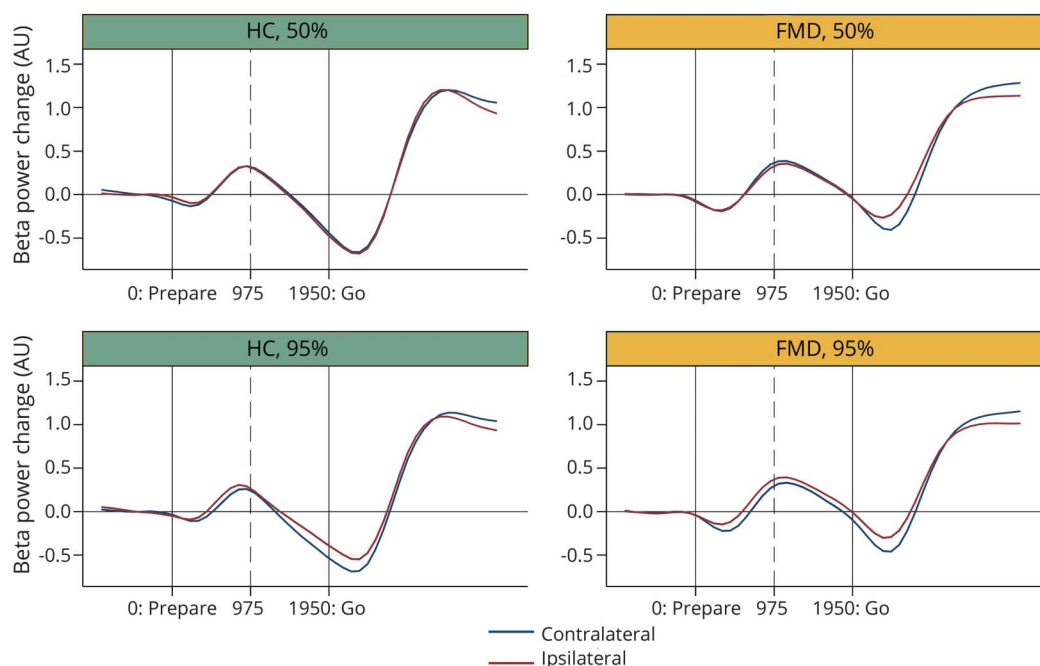 HC, 50%
FMD, 50%
Beta power change (AU)
1.5
1.0
0.5
0.0
-0.5
0: Prepare 975 1950: Go
1.5
1.0
0.5
0.0
-0.5
0: Prepare 975 1950: Go
HC, 95%
FMD, 95%
Beta power change (AU)
1.5
1.0
0.5
0.0
-0.5
0: Prepare 975 1950: Go
1.5
1.0
0.5
0.0
-0.5
0: Prepare 975 1950: Go
Contralateral
Ipsilateral